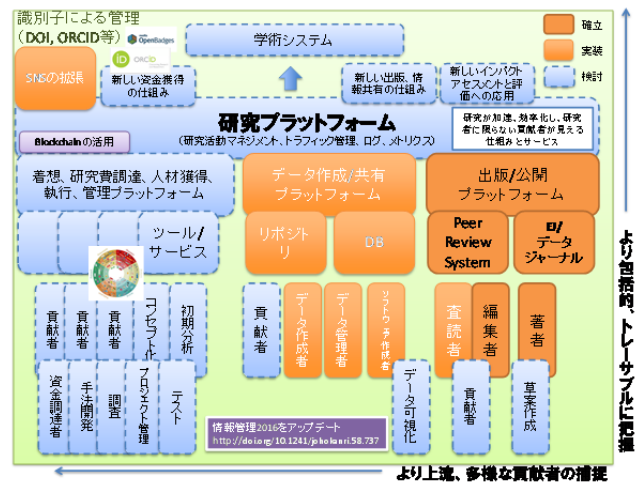 識別子による管理
(DOI, ORCID等)
OpenBadges
iD ORCID
学術システム
確立
実装
検討
SNSの拡張
新しい資金獲得
の仕組み
新しい出版、情
報共有の仕組み
新しいインパクト
アセスメントと評
価への応用
研究プラットフォーム
(研究活動マネジメント、トラフィック管理、ログ、メトリクス)
Blockchainの活用
研究が加速、効率化し、研究
者に限らない貢献者が見える
仕組みとサービス
着想、研究費調達、人材獲得、
執行、管理プラットフォーム
データ作成/共有
プラットフォーム
出版/公開
プラットフォーム
ツール/
サービス
リポジト
リ
DB
Peer
Review
System
EJ/
データ
ジャーナル
貢献者
貢献者
貢献者
コンセプト化
初期分析
貢献者
データ作成者
データ管理者
ソフトウェア作成者
査読者
編集者
著者
資金調達者
手法開発
調査
プロジェクト管理
テスト
データ可視化
貢献者
草案作成
情報管理2016をアップデート
http://doi.org/10.1241/johokanri.58.737
より包括的、トレーサブルに把握
より上流、多様な貢献者の捕捉